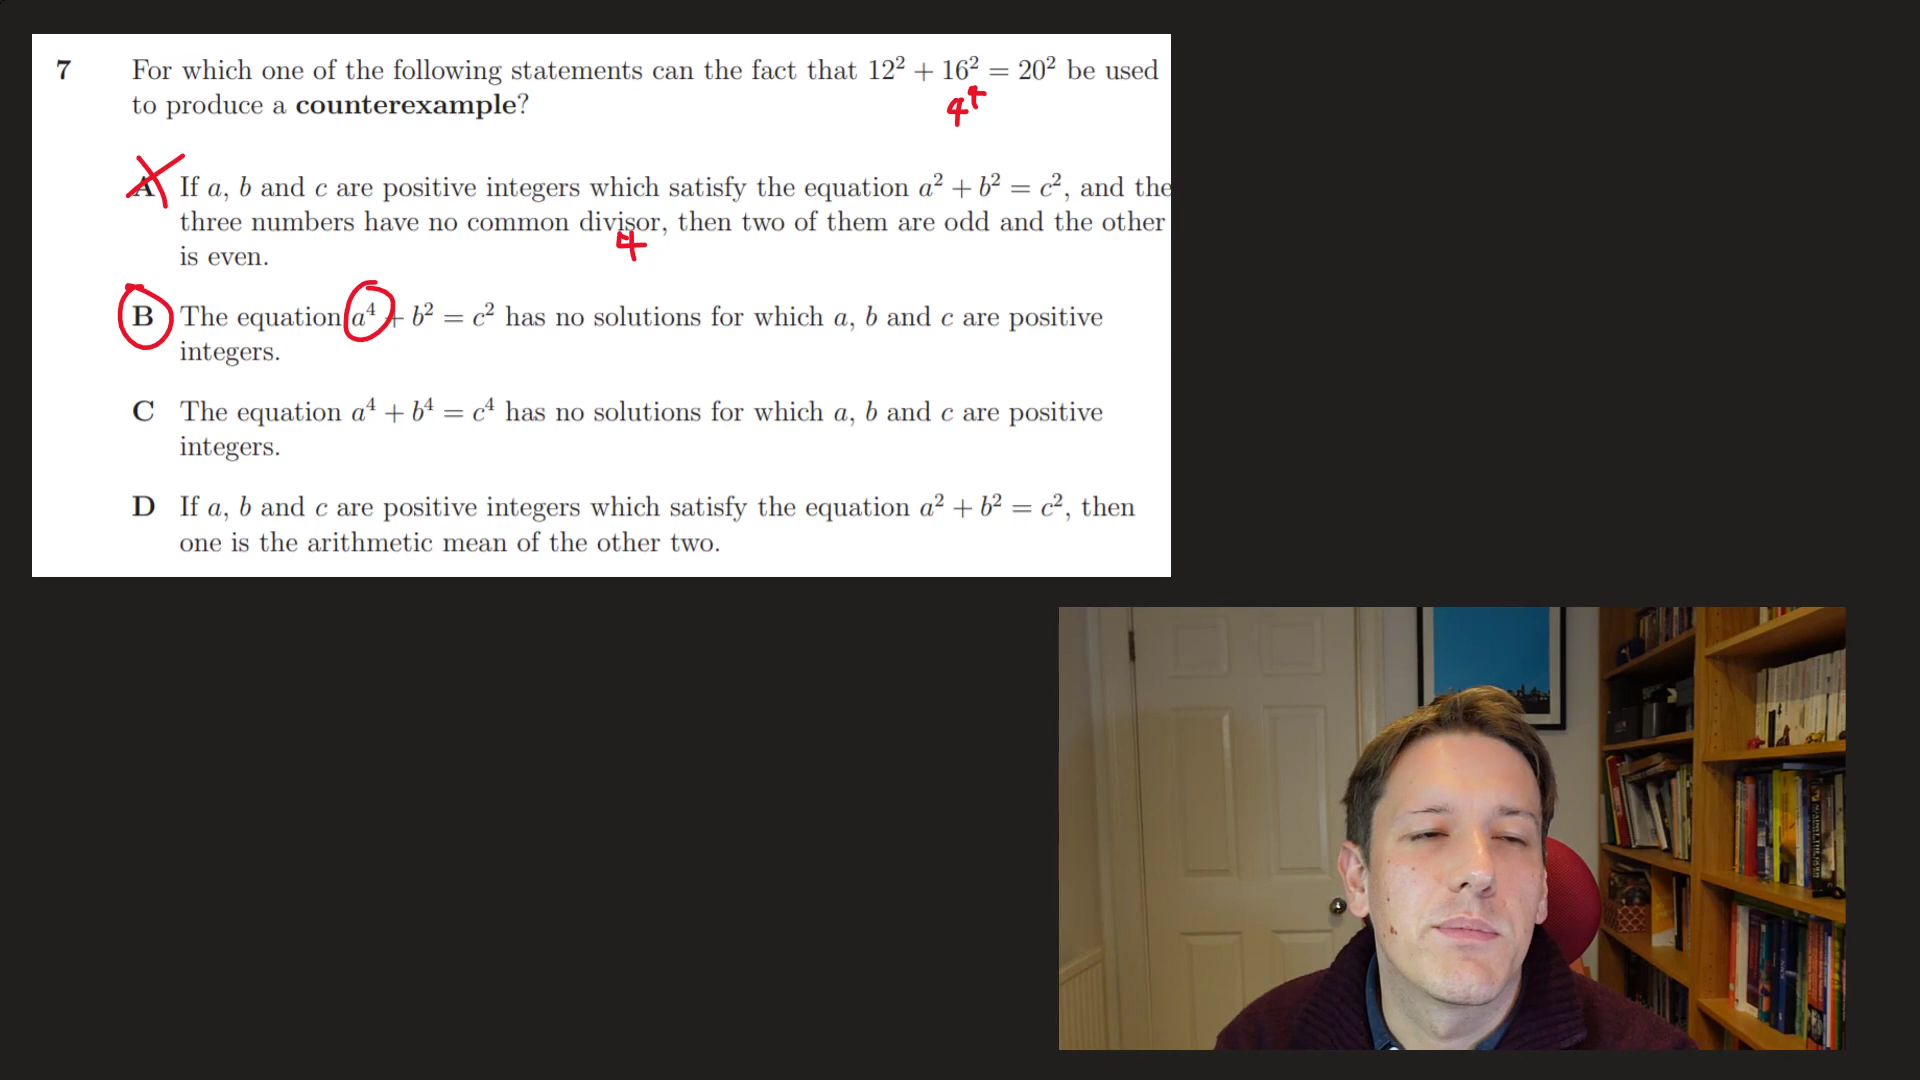 7 For which one of the following statements can the fact that 12² + 16² = 20² be used
4⁴
to produce a counterexample?
A If a, b and c are positive integers which satisfy the equation a² + b² = c², and the
three numbers have no common divisor, then two of them are odd and the other
4
is even.
B The equation a⁴ + b² = c² has no solutions for which a, b and c are positive
integers.
C The equation a⁴ + b⁴ = c⁴ has no solutions for which a, b and c are positive
integers.
D If a, b and c are positive integers which satisfy the equation a² + b² = c², then
one is the arithmetic mean of the other two.